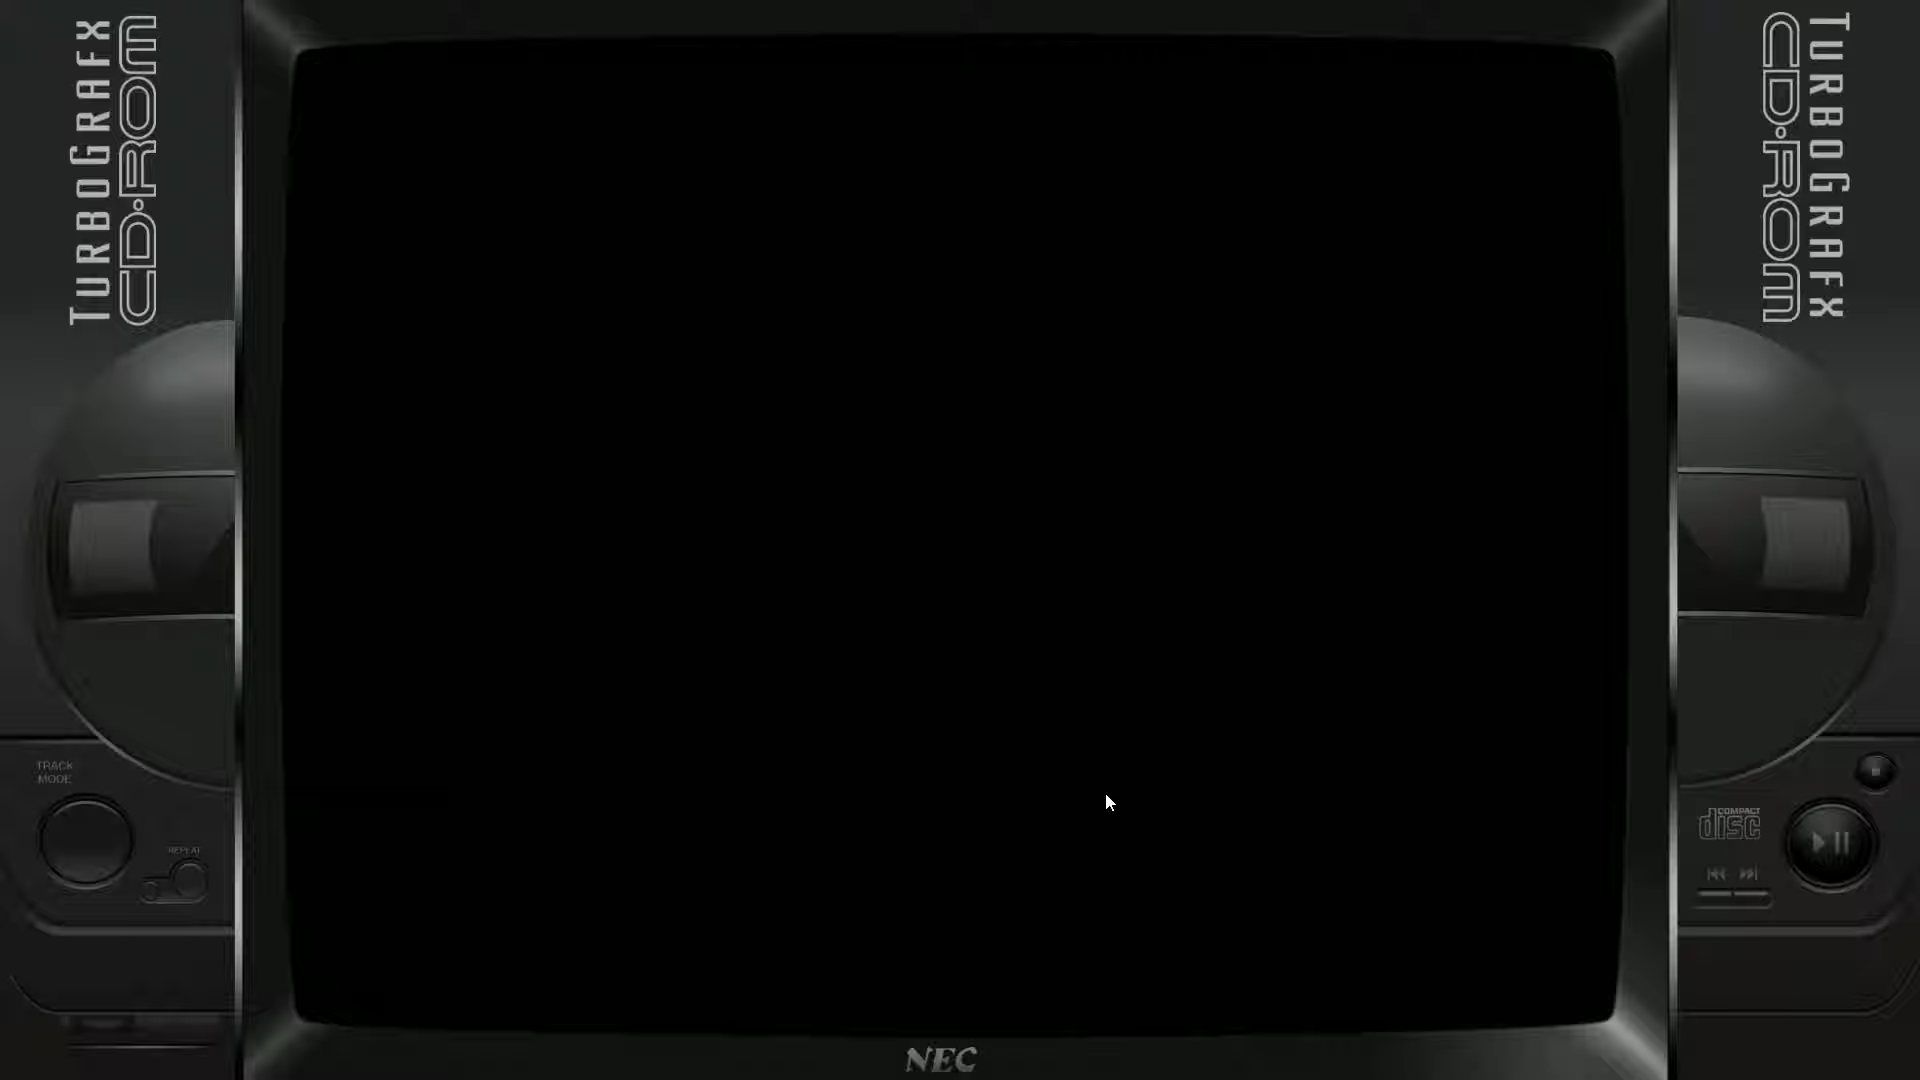 TURBOGRAFX
CD·ROM
TURBOGRAFX
CD·ROM
TRACK
MODE
REPEAT
COMPACT
disc
NEC